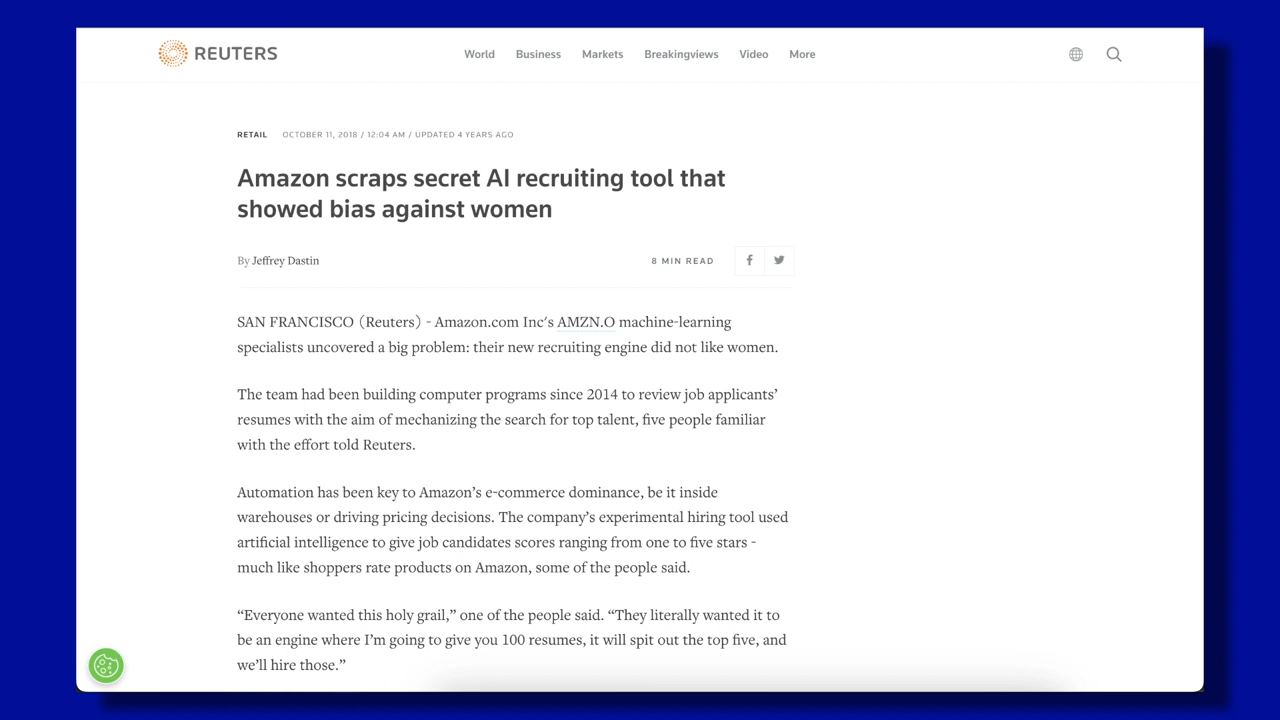 REUTERS
World Business Markets Breakingviews Video More
RETAIL OCTOBER 11, 2018 / 12:04 AM / UPDATED 4 YEARS AGO
Amazon scraps secret AI recruiting tool that
showed bias against women
By Jeffrey Dastin
8 MIN READ
SAN FRANCISCO (Reuters) - Amazon.com Inc's AMZN.O machine-learning
specialists uncovered a big problem: their new recruiting engine did not like women.
The team had been building computer programs since 2014 to review job applicants’
resumes with the aim of mechanizing the search for top talent, five people familiar
with the effort told Reuters.
Automation has been key to Amazon’s e-commerce dominance, be it inside
warehouses or driving pricing decisions. The company’s experimental hiring tool used
artificial intelligence to give job candidates scores ranging from one to five stars -
much like shoppers rate products on Amazon, some of the people said.
“Everyone wanted this holy grail,” one of the people said. “They literally wanted it to
be an engine where I’m going to give you 100 resumes, it will spit out the top five, and
we’ll hire those.”